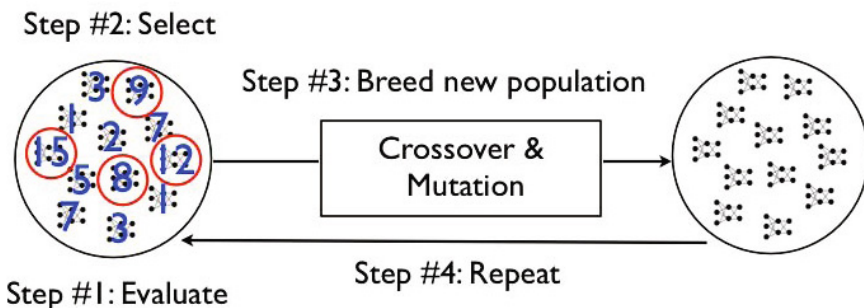 Step #2: Select
3 9
Step #3: Breed new population
1 7
2
15 12
Crossover &
Mutation
5 8
1
7 3
Step #4: Repeat
Step #1: Evaluate